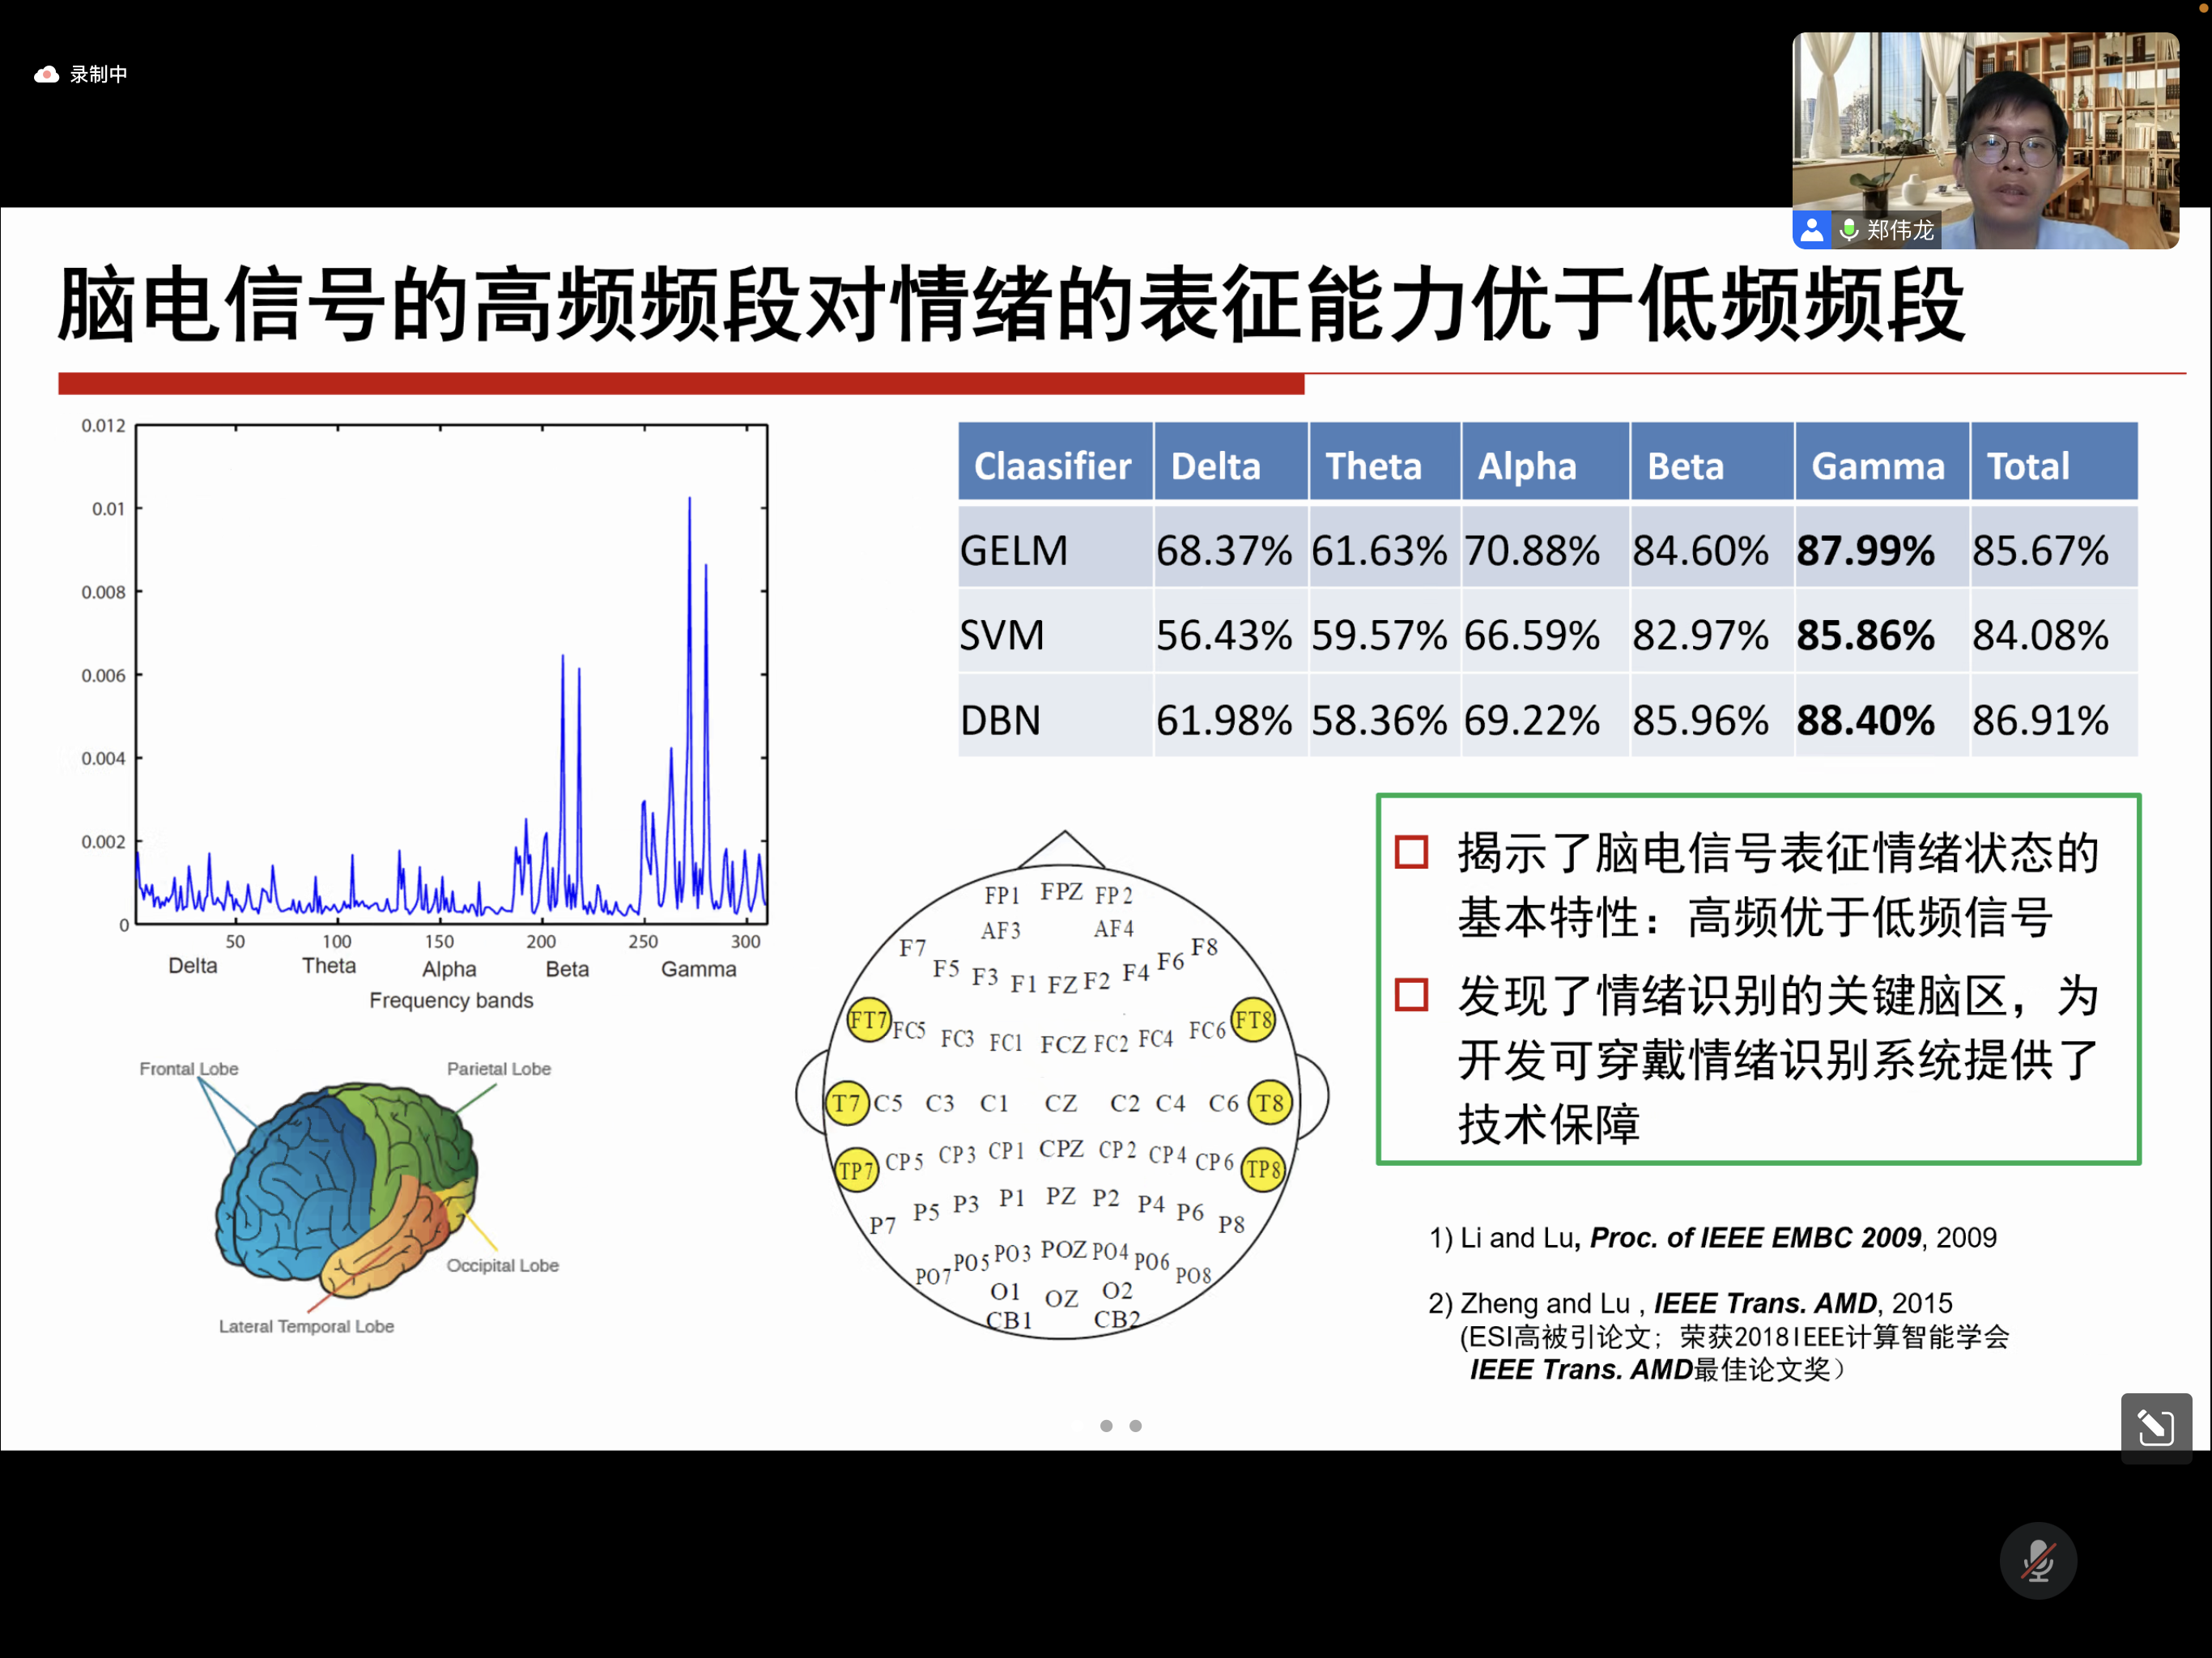 录制中
郑伟龙
脑电信号的高频频段对情绪的表征能力优于低频频段
0.012
0.01
0.008
0.006
0.004
0.002
0
50 100 150 200 250 300
Delta Theta Alpha Beta Gamma
Frequency bands
Claasifier Delta Theta Alpha Beta Gamma Total
GELM 68.37% 61.63% 70.88% 84.60% 87.99% 85.67%
SVM 56.43% 59.57% 66.59% 82.97% 85.86% 84.08%
DBN 61.98% 58.36% 69.22% 85.96% 88.40% 86.91%
Frontal Lobe
Parietal Lobe
Occipital Lobe
Lateral Temporal Lobe
FP1 FPZ FP2
AF3 AF4
F7 F5 F3 F1 FZ F2 F4 F6 F8
FT7 FC5 FC3 FC1 FCZ FC2 FC4 FC6 FT8
T7 C5 C3 C1 CZ C2 C4 C6 T8
TP7 CP5 CP3 CP1 CPZ CP2 CP4 CP6 TP8
P7 P5 P3 P1 PZ P2 P4 P6 P8
PO7 PO5 PO3 POZ PO4 PO6 PO8
O1 OZ O2
CB1 CB2
揭示了脑电信号表征情绪状态的
基本特性：高频优于低频信号
发现了情绪识别的关键脑区，为
开发可穿戴情绪识别系统提供了
技术保障
1) Li and Lu, Proc. of IEEE EMBC 2009, 2009
2) Zheng and Lu , IEEE Trans. AMD, 2015
(ESI高被引论文；荣获2018IEEE计算智能学会
IEEE Trans. AMD最佳论文奖）